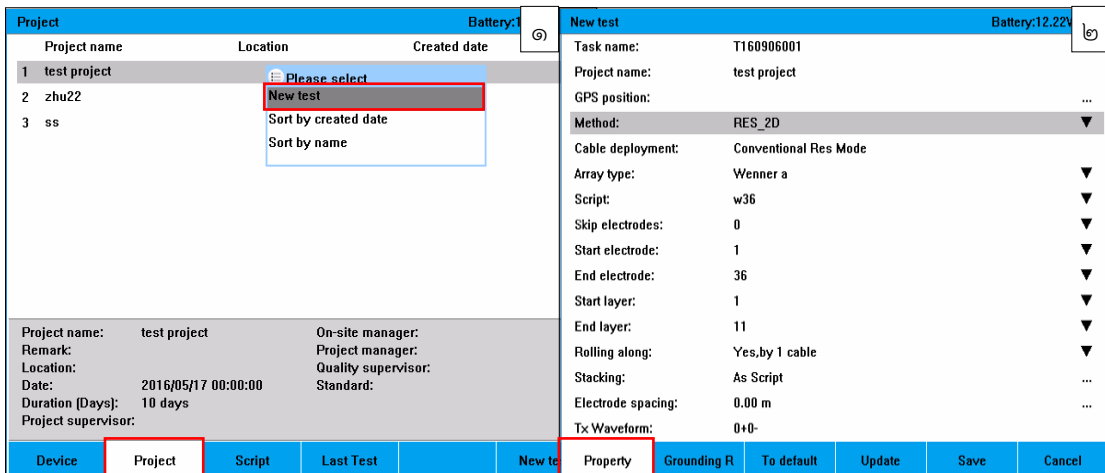 Project Battery:1
๑
Project name Location Created date
1 test project
2 zhu22
3 ss
Please select
New test
Sort by created date
Sort by name
Project name: test project On-site manager:
Remark: Project manager:
Location: Quality supervisor:
Date: 2016/05/17 00:00:00 Standard:
Duration (Days): 10 days
Project supervisor:
Device Project Script Last Test New te
New test Battery:12.22V
๒
Task name: T160906001
Project name: test project
GPS position: ...
Method: RES_2D ▼
Cable deployment: Conventional Res Mode
Array type: Wenner a ▼
Script: w36 ▼
Skip electrodes: 0 ▼
Start electrode: 1 ▼
End electrode: 36 ▼
Start layer: 1 ▼
End layer: 11 ▼
Rolling along: Yes,by 1 cable ▼
Stacking: As Script ...
Electrode spacing: 0.00 m ...
Tx Waveform: 0+0-
Property Grounding R To default Update Save Cancel